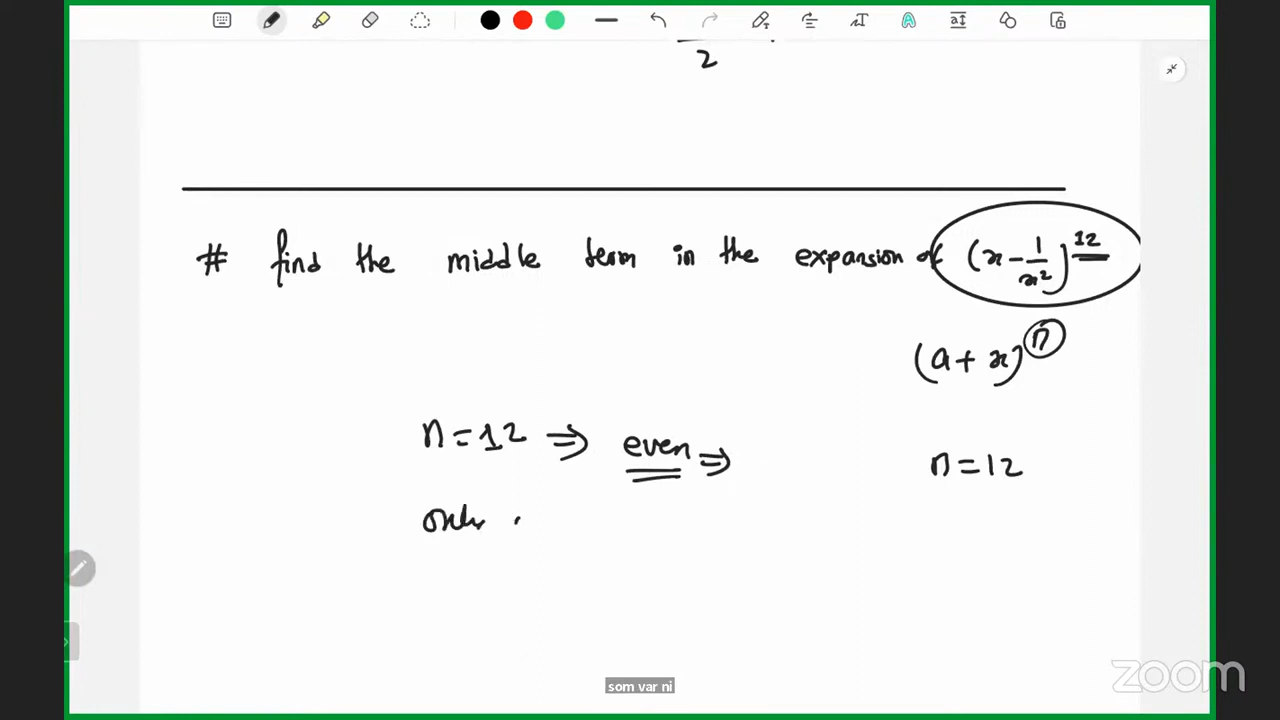 2
# find the middle term in the expansion of (x - 1/x²)^12
(a + x)^n
n = 12 ⇒ even ⇒
n = 12
only
som var ni
zoom